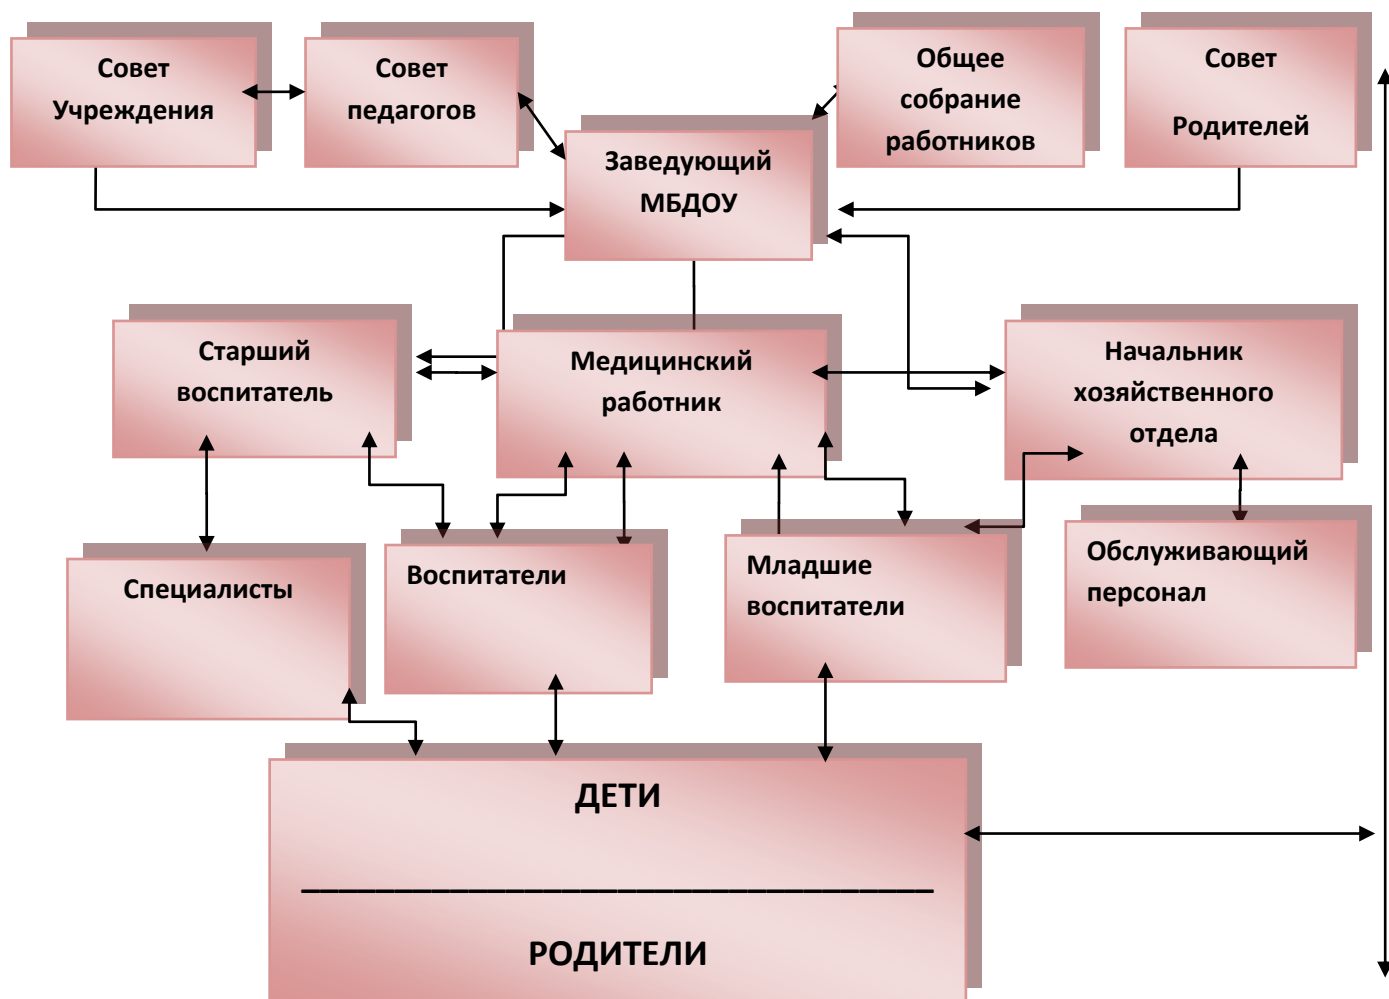 Совет
Учреждения
Совет
педагогов
Общее
собрание
работников
Совет
Родителей
Заведующий
МБДОУ
Старший
воспитатель
Медицинский
работник
Начальник
хозяйственного
отдела
Специалисты
Воспитатели
Младшие
воспитатели
Обслуживающий
персонал
ДЕТИ
РОДИТЕЛИ